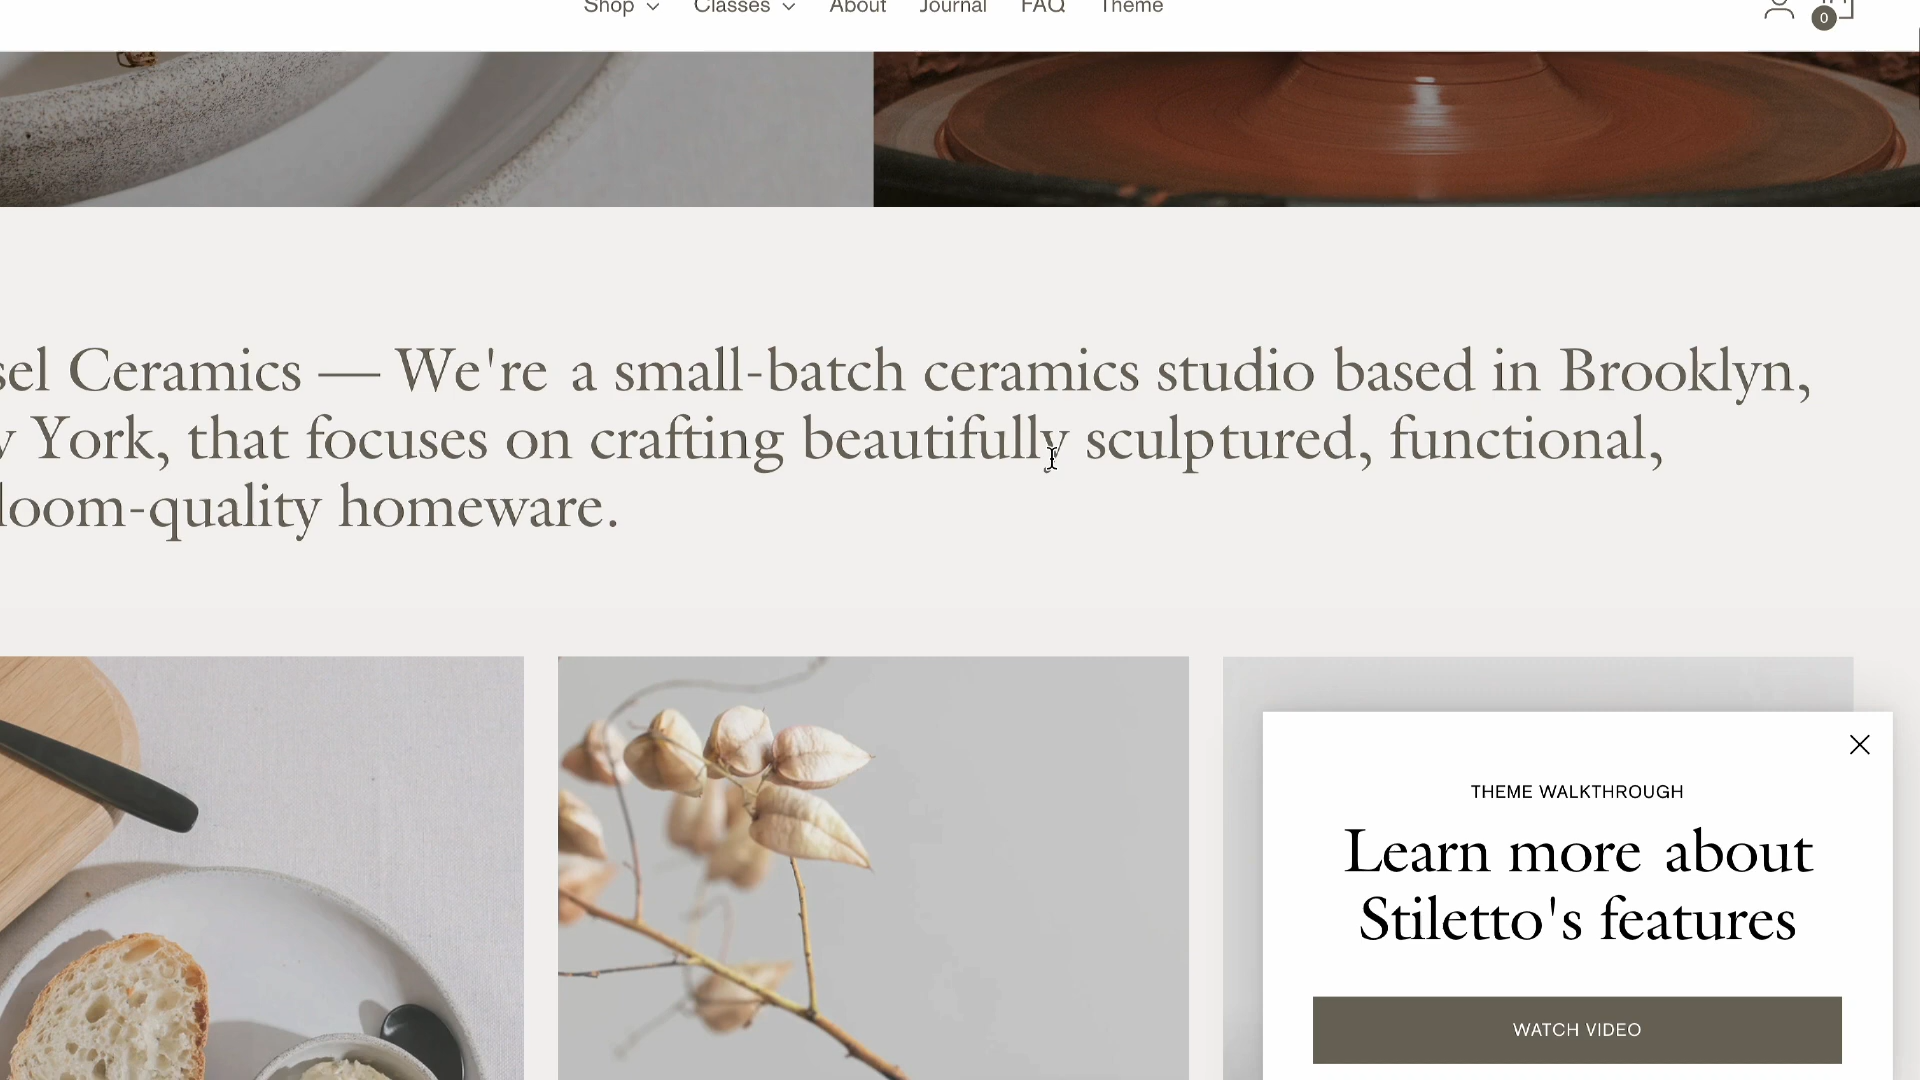 Shop Classes About Journal FAQ Theme
0
sel Ceramics — We're a small-batch ceramics studio based in Brooklyn,
York, that focuses on crafting beautifully sculptured, functional,
loom-quality homeware.
THEME WALKTHROUGH
Learn more about
Stiletto's features
WATCH VIDEO